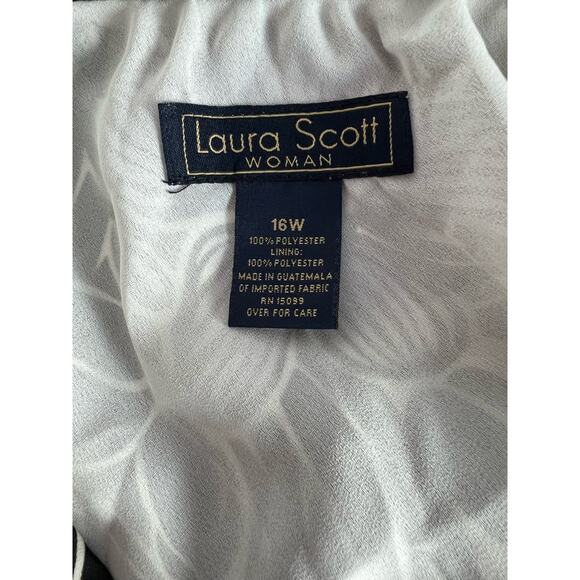 Laura Scott
WOMAN
16W
100% POLYESTER
LINING:
100% POLYESTER
MADE IN GUATEMALA
OF IMPORTED FABRIC
RN 15099
OVER FOR CARE